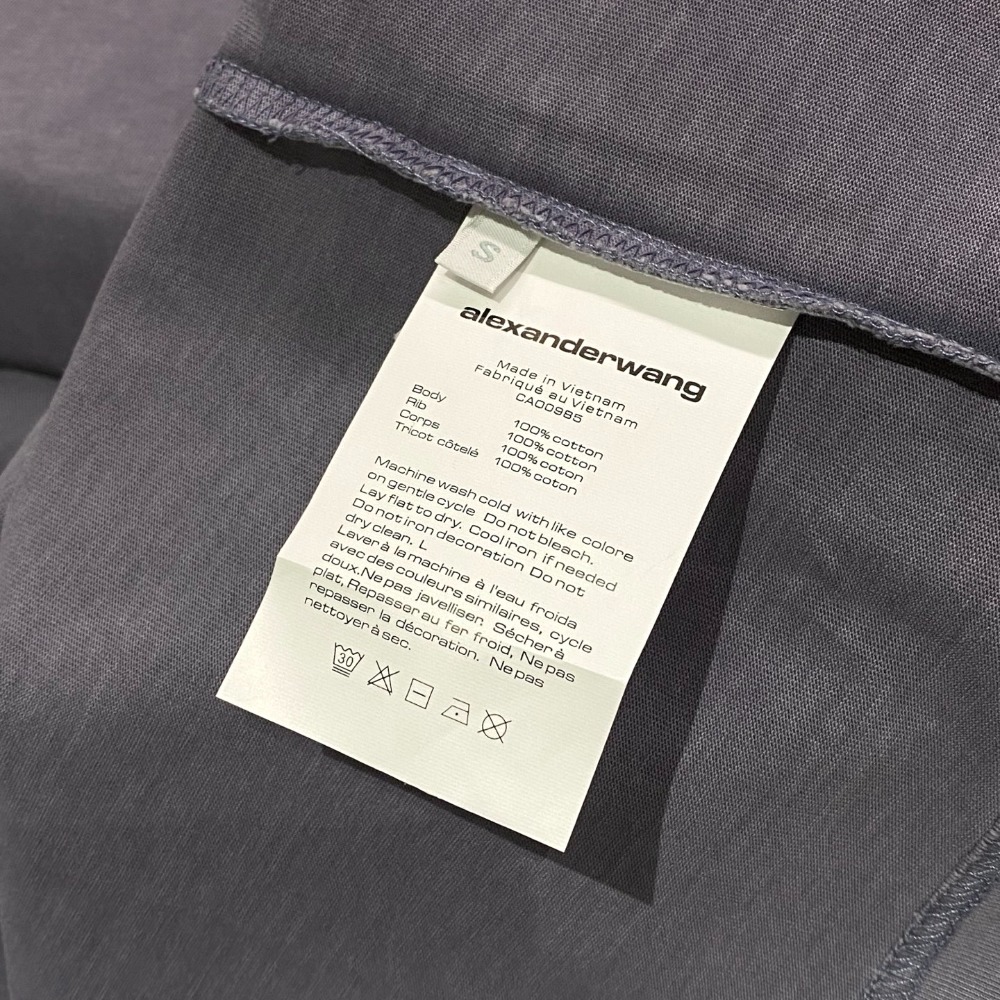 S
alexanderwang
Made in Vietnam
Fabriqué au Vietnam
CA00985
Body 100% cotton
Rib 100% cotton
Corps 100% coton
Tricot côtelé 100% coton
Machine wash cold with like colore
on gentle cycle Do not bleach.
Lay flat to dry. Cool iron if needed
Do not iron decoration Do not
dry clean. L
Laver à la machine à l'eau froida
avec des couleurs similaires, cycle
doux. Ne pas javelliser. Sécher à
plat, Repasser au fer froid, Ne pas
repasser la décoration. Ne pas
nettoyer à sec.
30